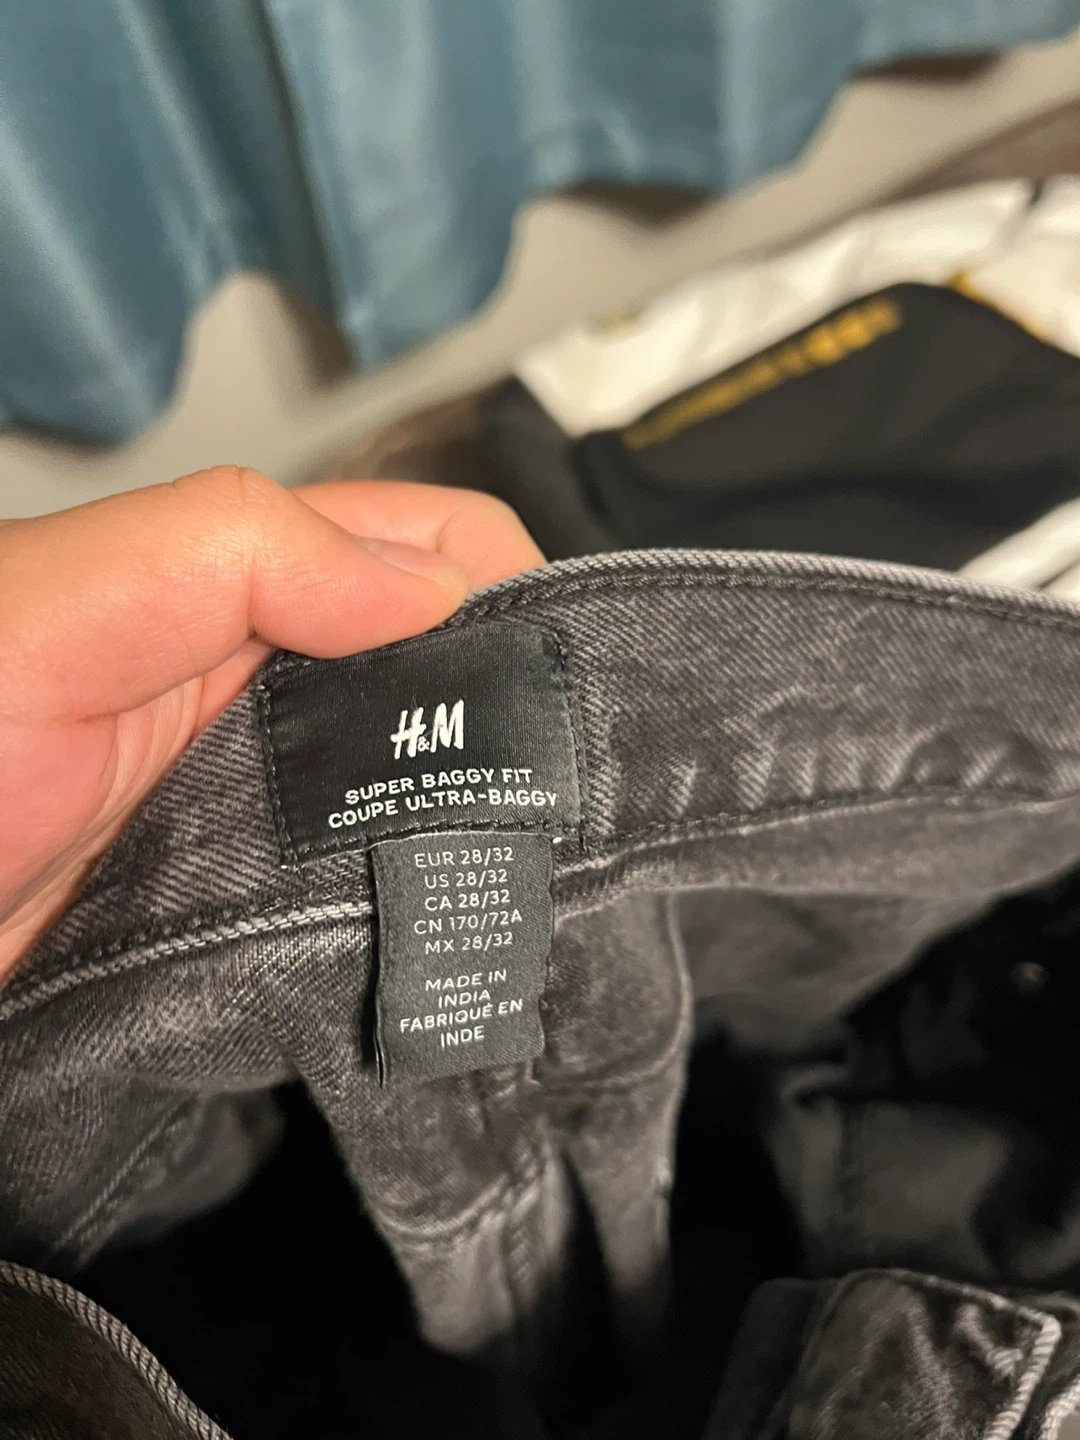 H&M
SUPER BAGGY FIT
COUPE ULTRA-BAGGY
EUR 28/32
US 28/32
CA 28/32
CN 170/72A
MX 28/32
MADE IN
INDIA
FABRIQUÉ EN
INDE